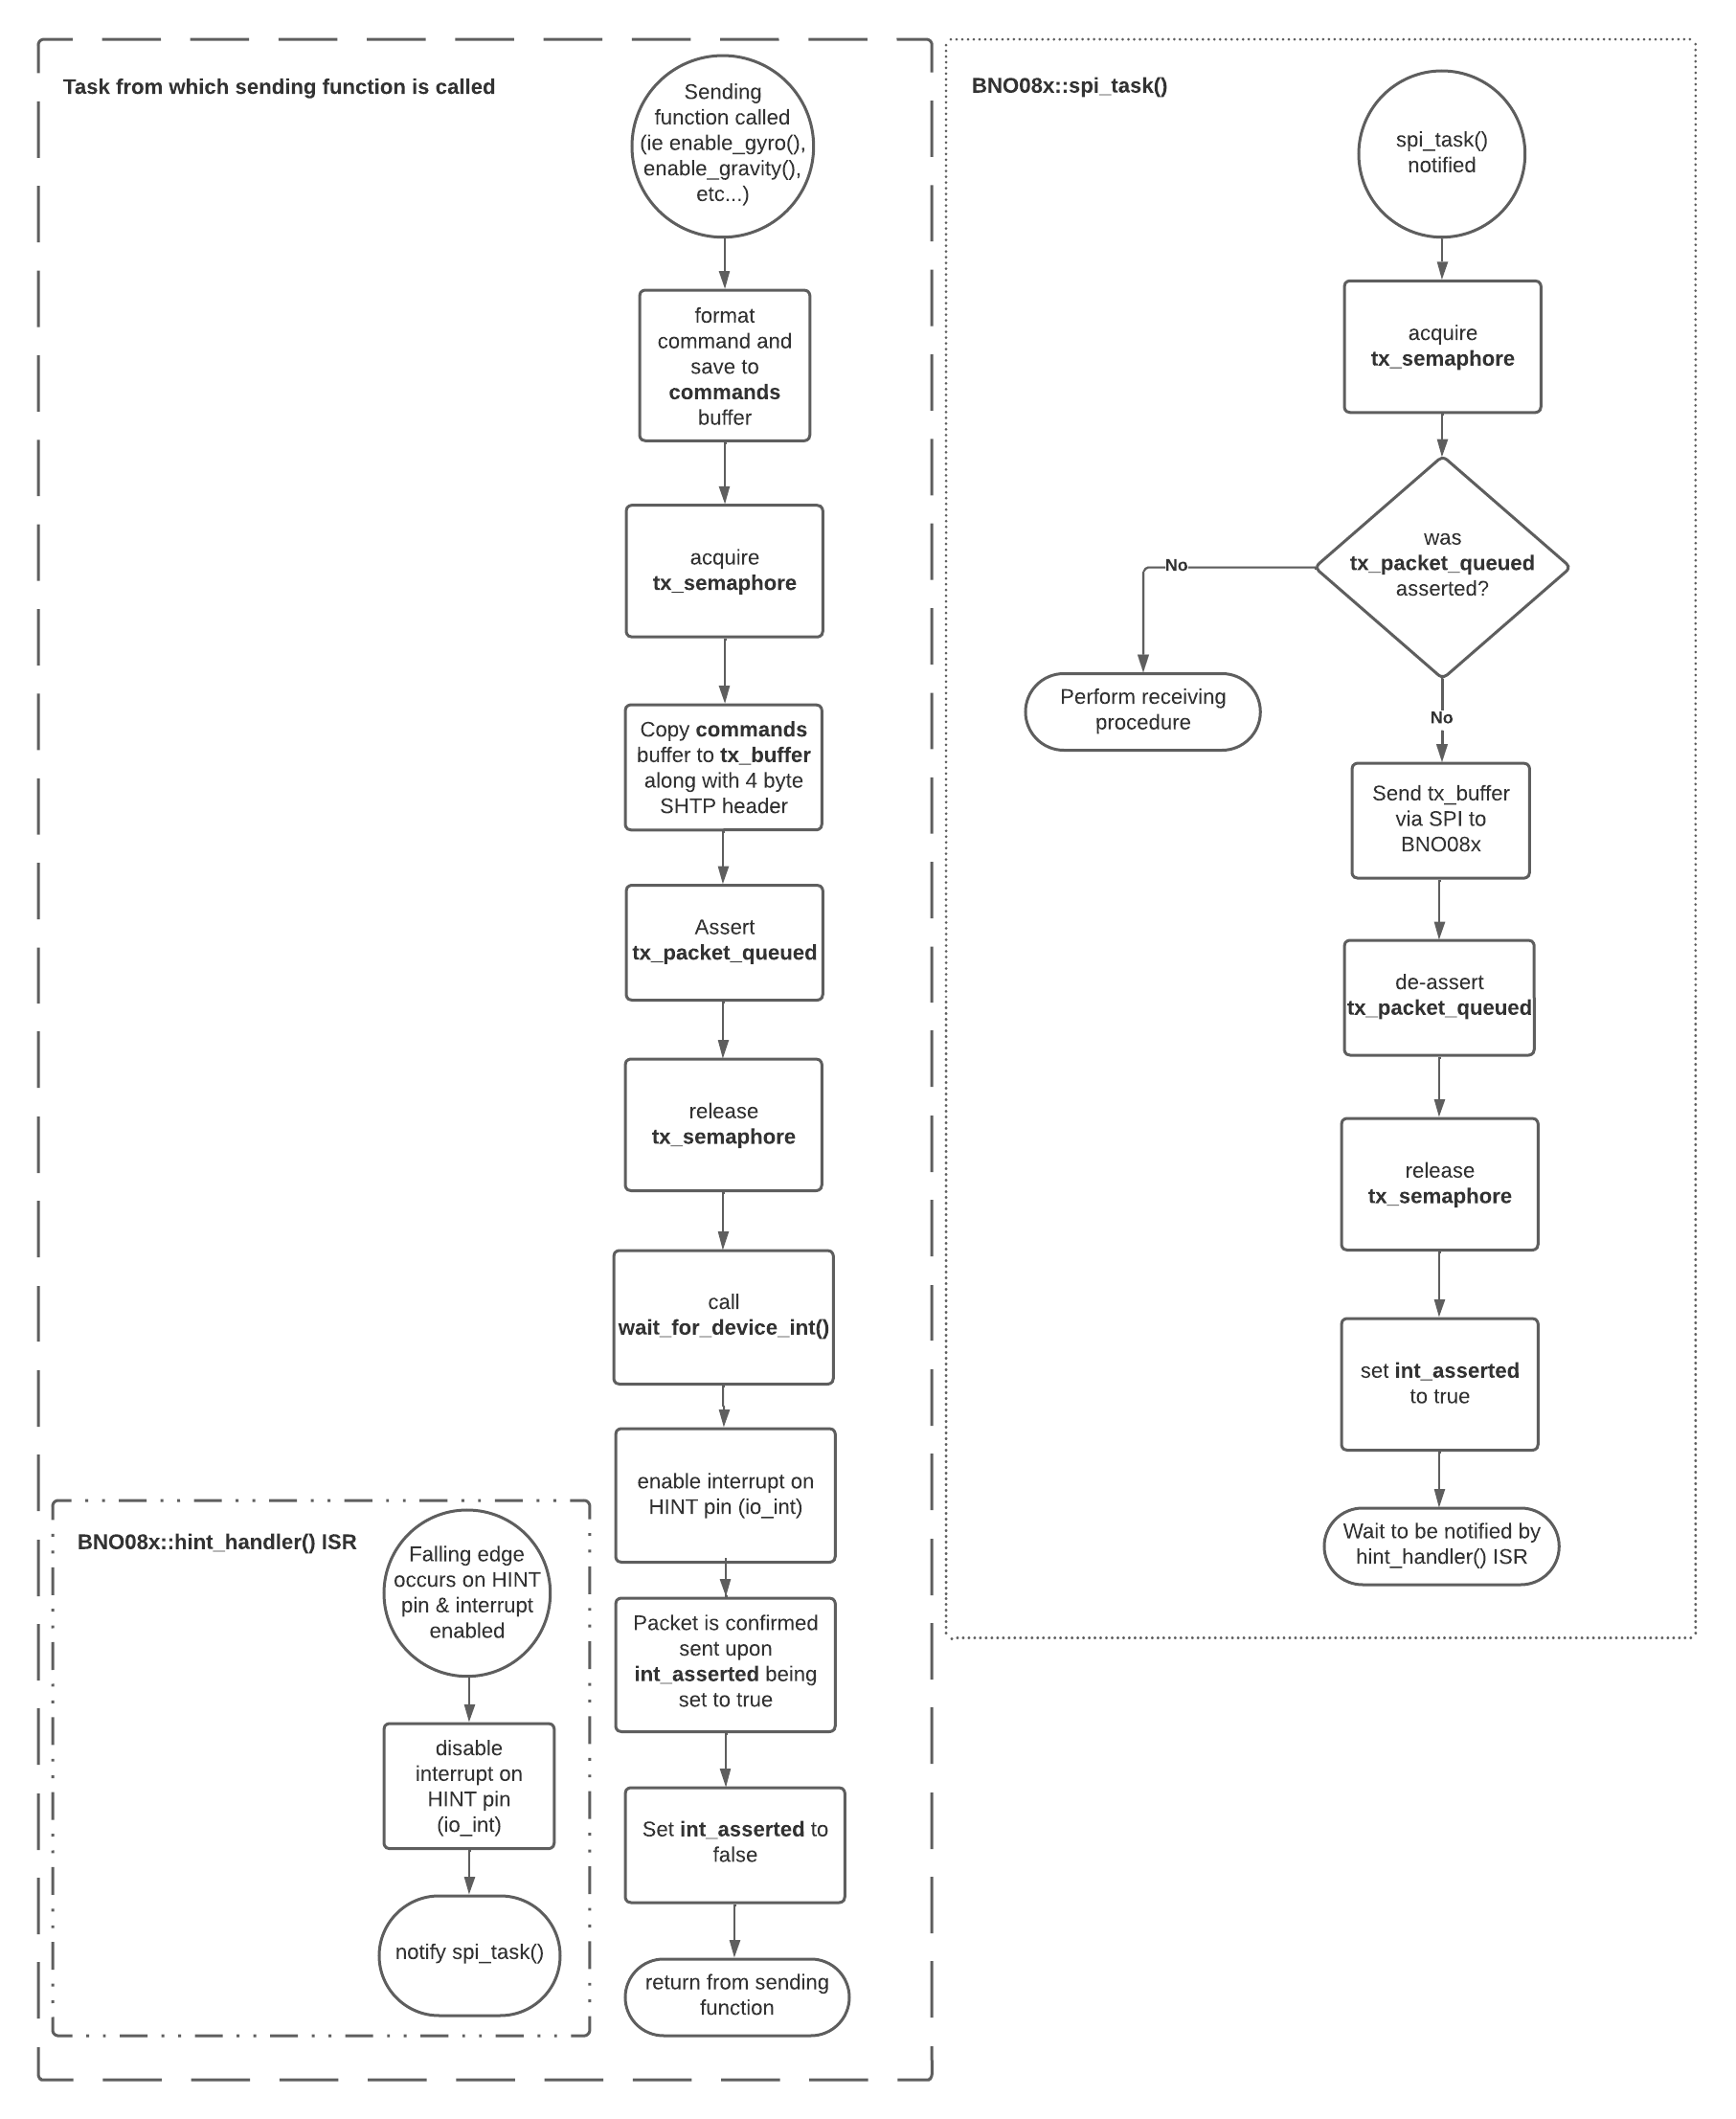 Task from which sending function is called
Sending
function called
(ie enable_gyro(),
enable_gravity(),
etc...)
format
command and
save to
commands
buffer
acquire
tx_semaphore
Copy commands
buffer to tx_buffer
along with 4 byte
SHTP header
Assert
tx_packet_queued
release
tx_semaphore
call
wait_for_device_int()
enable interrupt on
HINT pin (io_int)
Packet is confirmed
sent upon
int_asserted being
set to true
Set int_asserted to
false
return from sending
function
BNO08x::hint_handler() ISR
Falling edge
occurs on HINT
pin & interrupt
enabled
disable
interrupt on
HINT pin
(io_int)
notify spi_task()
BNO08x::spi_task()
spi_task()
notified
acquire
tx_semaphore
was
tx_packet_queued
asserted?
No
Perform receiving
procedure
No
Send tx_buffer
via SPI to
BNO08x
de-assert
tx_packet_queued
release
tx_semaphore
set int_asserted
to true
Wait to be notified by
hint_handler() ISR